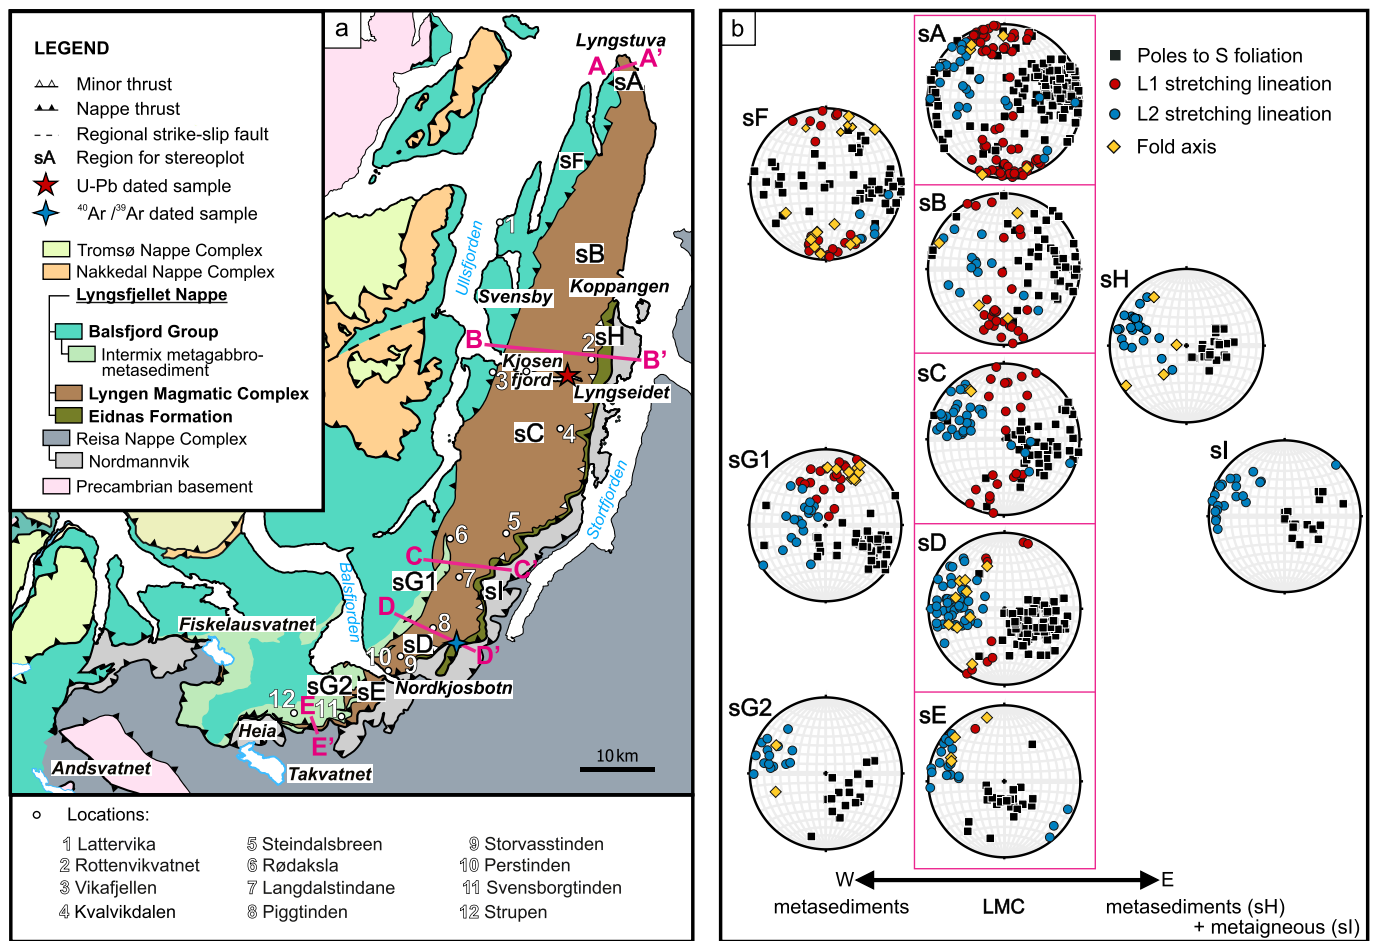 LEGEND
Minor thrust
Nappe thrust
Regional strike-slip fault
sA Region for stereoplot
U-Pb dated sample
40Ar /39Ar dated sample
Tromsø Nappe Complex
Nakkedal Nappe Complex
Lyngsfjellet Nappe
Balsfjord Group
Intermix metagabbro-
metasediment
Lyngen Magmatic Complex
Eidnas Formation
Reisa Nappe Complex
Nordmannvik
Precambrian basement
a
Lyngstuva
A
A'
sA
sF
1
Ullsfjorden
sB
Koppangen
Svensby
B
2
sH
B'
Kjosen
fjord
3
Lyngseidet
sC
4
Stortfjorden
5
6
C
C'
sG1
7
sI
Balsfjorden
D
8
D'
Fiskelausvatnet
sD
10
9
Nordkjosbotn
sG2
sE
12
E
11
E'
Heia
Takvatnet
Andsvatnet
10 km
Locations:
1 Lattervika
2 Rottenvikvatnet
3 Vikafjellen
4 Kvalvikdalen
5 Steindalsbreen
6 Rødaksla
7 Langdalstindane
8 Piggtinden
9 Storvasstinden
10 Perstinden
11 Svensborgtinden
12 Strupen
b
sA
Poles to S foliation
L1 stretching lineation
L2 stretching lineation
Fold axis
sF
sB
sH
sC
sG1
sI
sD
sG2
sE
W
E
metasediments
LMC
metasediments (sH)
+ metaigneous (sI)